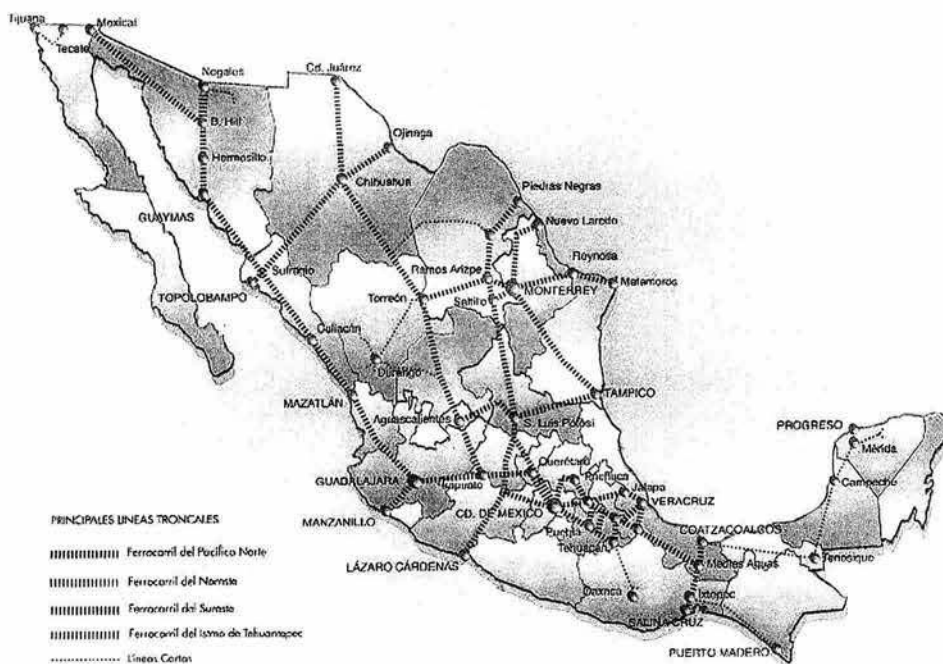 Tijuana
Mexicali
Tecate
Nogales
Cd. Juárez
B. Hill
Ojinaga
Hermosillo
Chihuahua
Piedras Negras
GUAYMAS
Nuevo Laredo
Sufragio
Ramos Arizpe
Reynosa
TOPOLOBAMPO
Torreón
Saltillo
MONTERREY
Matamoros
Culiacán
Durango
MAZATLÁN
TAMPICO
Aguascalientes
S. Luis Potosí
PROGRESO
Mérida
Querétaro
Pachuca
GUADALAJARA
Irapuato
Jalapa
Campeche
MANZANILLO
CD. DE MEXICO
VERACRUZ
PRINCIPALES LINEAS TRONCALES
Puebla
COATZACOALCOS
Tehuacán
Tenosique
Ferrocarril del Pacífico Norte
LÁZARO CÁRDENAS
Medias Aguas
Ferrocarril del Noreste
Oaxaca
Ixtepec
Ferrocarril del Sureste
SALINA CRUZ
Ferrocarril del Istmo de Tehuantepec
PUERTO MADERO
Líneas Cortas